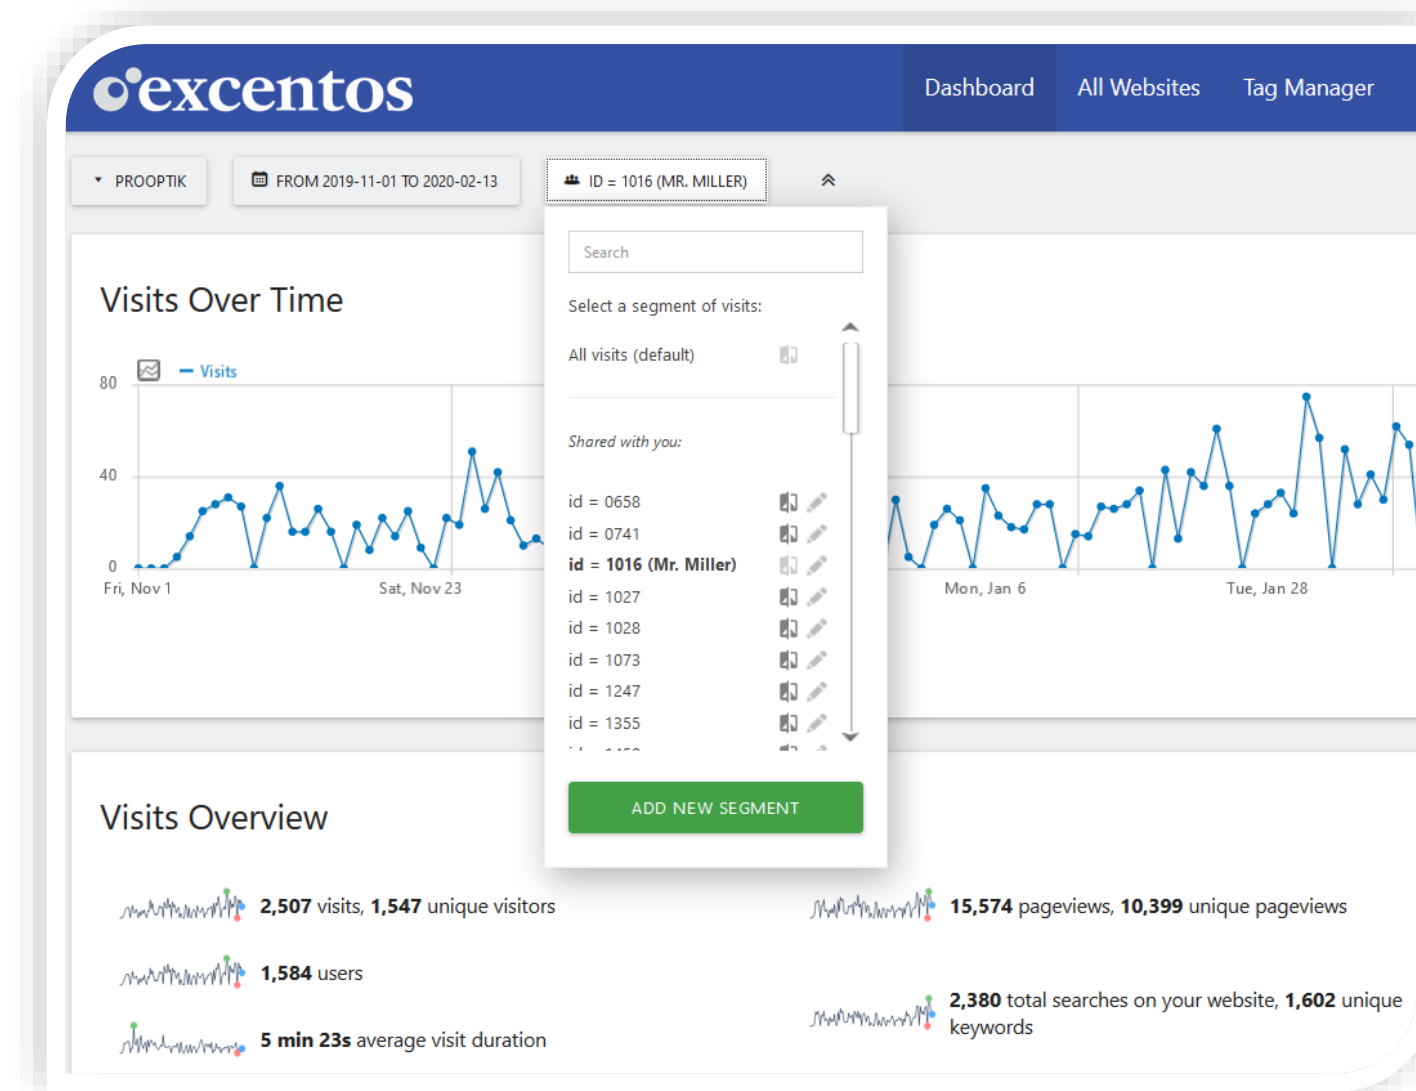 excentos
Dashboard All Websites Tag Manager
PROOPTIK FROM 2019-11-01 TO 2020-02-13 ID = 1016 (MR. MILLER)
Search
Select a segment of visits:
All visits (default)
Shared with you:
id = 0658
id = 0741
id = 1016 (Mr. Miller)
id = 1027
id = 1028
id = 1073
id = 1247
id = 1355
ADD NEW SEGMENT
Visits Over Time
Visits
80
40
0
Fri, Nov 1 Sat, Nov 23 Mon, Jan 6 Tue, Jan 28
Visits Overview
2,507 visits, 1,547 unique visitors
1,584 users
5 min 23s average visit duration
15,574 pageviews, 10,399 unique pageviews
2,380 total searches on your website, 1,602 unique
keywords